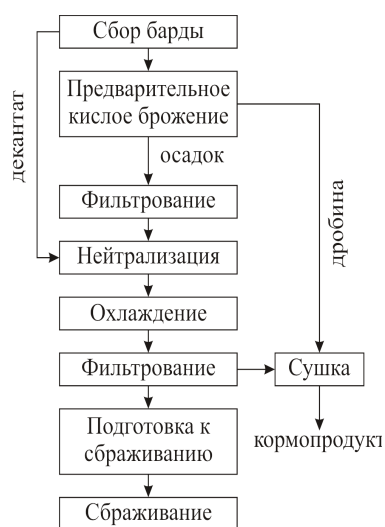 Сбор барды
Предварительное
кислое брожение
декантат
осадок
дробина
Фильтрование
Нейтрализация
Охлаждение
Фильтрование
Сушка
Подготовка к
сбраживанию
кормопродукт
Сбраживание